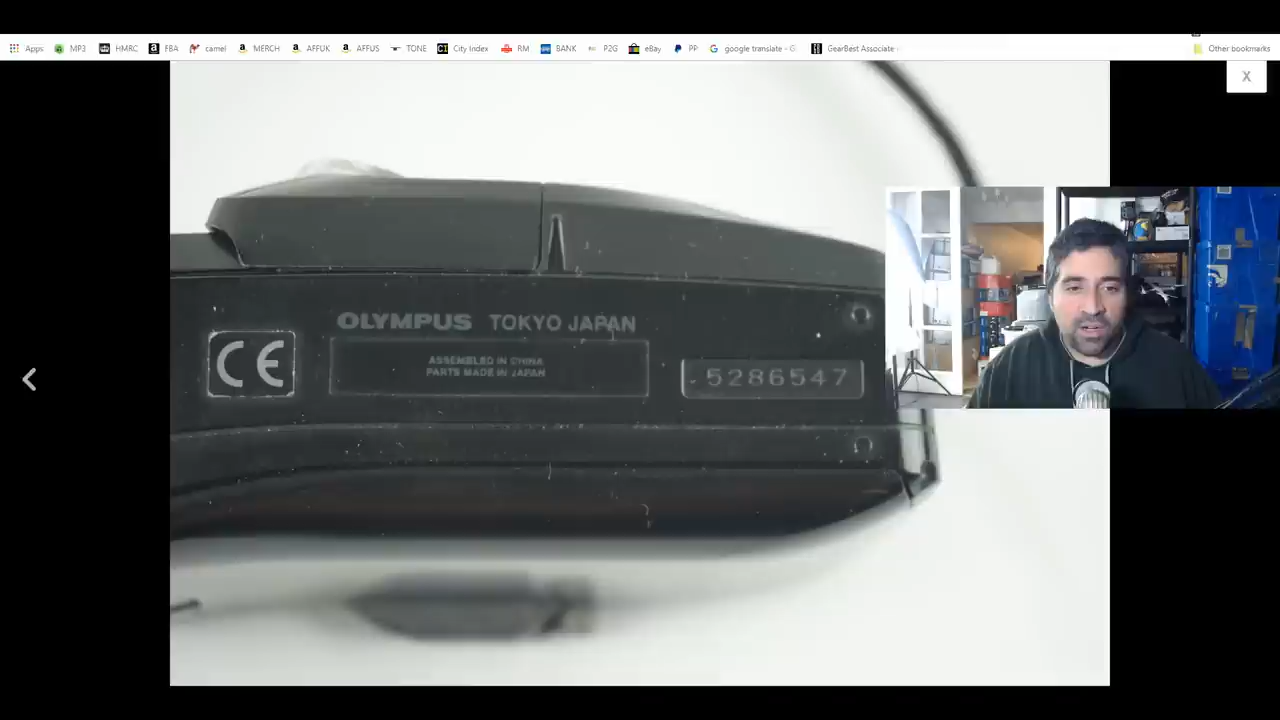 Apps MP3 HMRC FBA camel MERCH AFFUK AFFUS TONE City Index RM BANK P2G eBay PP google translate - G GearBest Associate Other bookmarks
X
OLYMPUS TOKYO JAPAN
CE
ASSEMBLED IN CHINA
PARTS MADE IN JAPAN
5286547